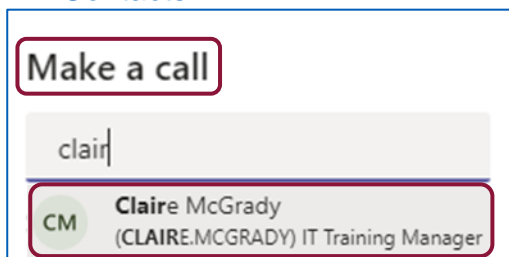 Make a call
clair
CM
Claire McGrady
(CLAIRE.MCGRADY) IT Training Manager